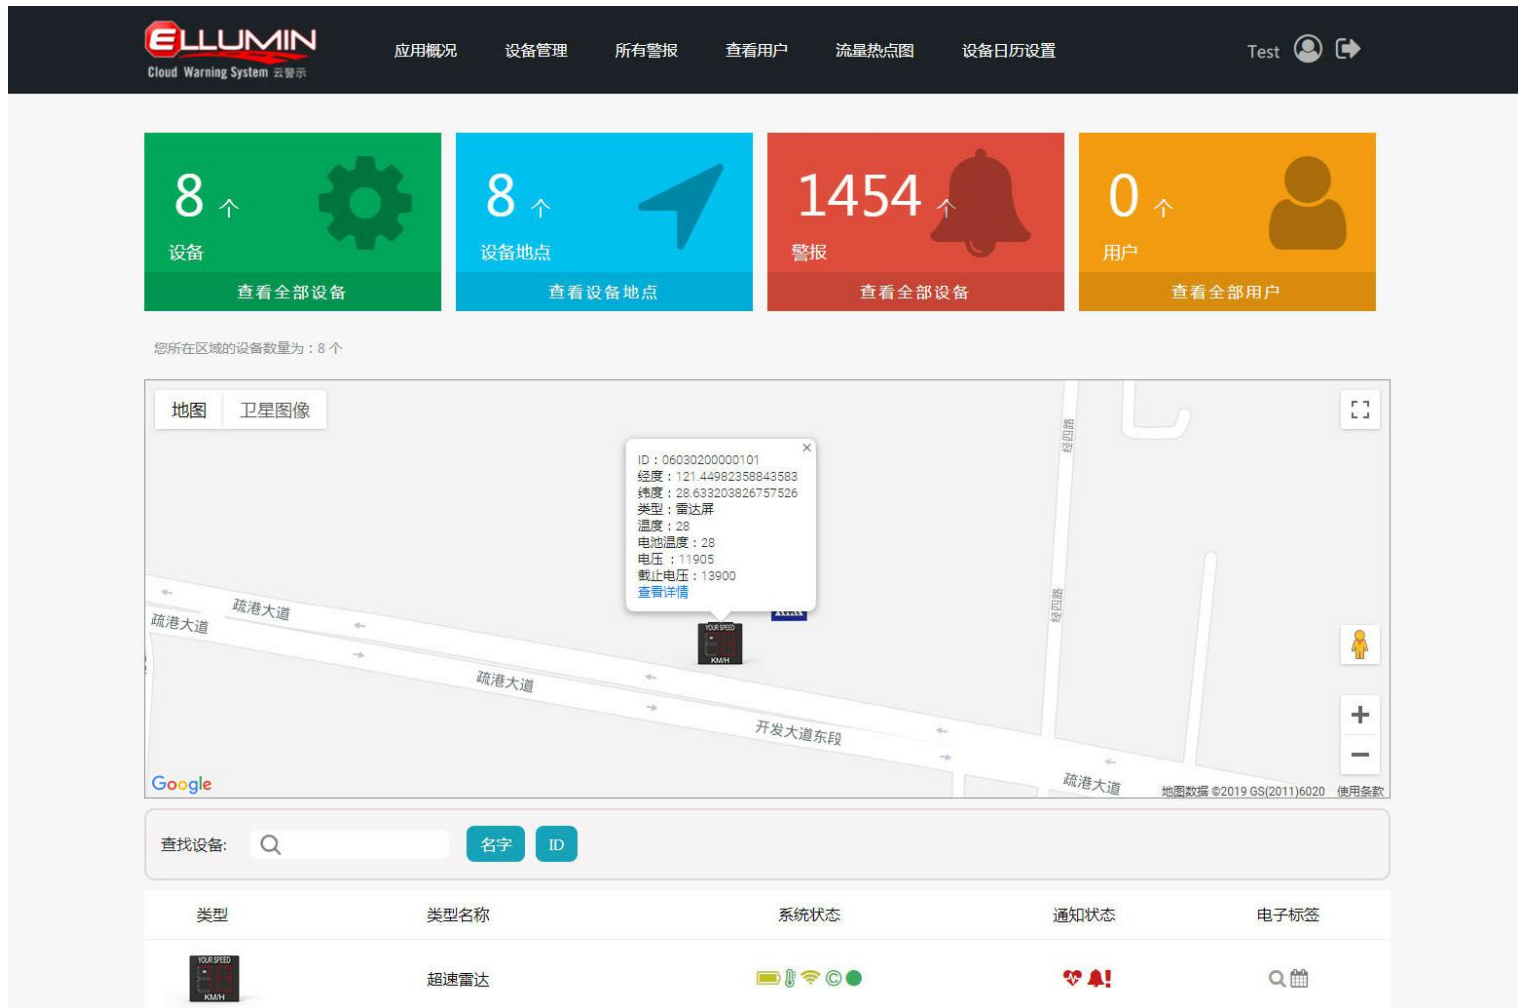 ELLUMIN
Cloud Warning System 云警示
应用概况 设备管理 所有警报 查看用户 流量热点图 设备日历设置 Test
8 个
设备
查看全部设备
8 个
设备地点
查看设备地点
1454 个
警报
查看全部设备
0 个
用户
查看全部用户
您所在区域的设备数量为：8 个
地图 卫星图像
ID：06030200000101
经度：121.44982358843583
纬度：28.633203826757526
类型：雷达屏
温度：28
电池温度：28
电压 ：11905
截止电压：13900
查看详情
YOUR SPEED
KM/H
经四路
经四路
疏港大道
疏港大道
疏港大道
开发大道东段
疏港大道
Google
地图数据 ©2019 GS(2011)6020 使用条款
查找设备: 名字 ID
类型 类型名称 系统状态 通知状态 电子标签
YOUR SPEED
KM/H
超速雷达